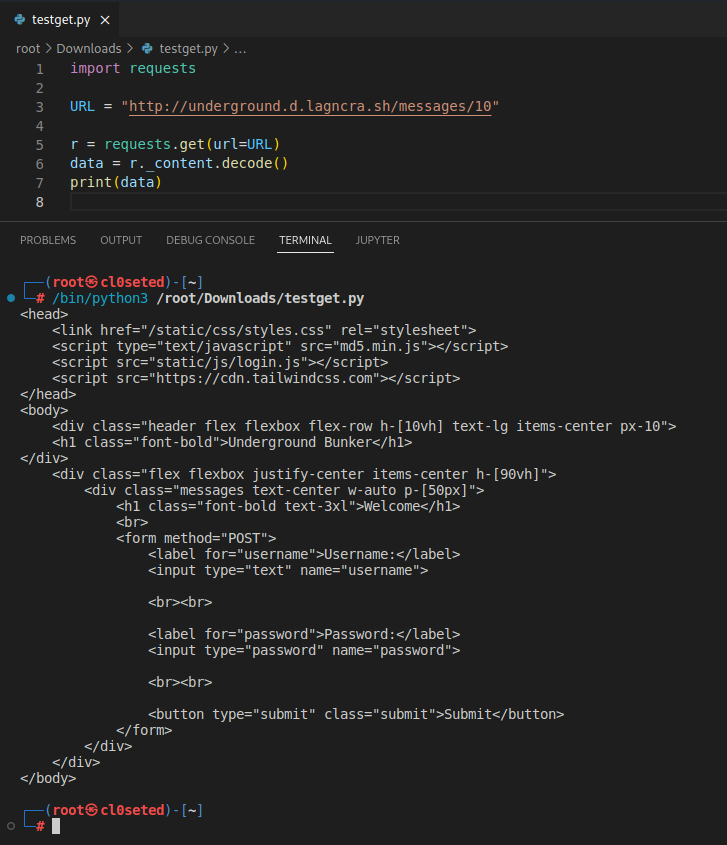 testget.py ×
root > Downloads > testget.py > ...
1 import requests
2
3 URL = "http://underground.d.lagncra.sh/messages/10"
4
5 r = requests.get(url=URL)
6 data = r._content.decode()
7 print(data)
8
PROBLEMS OUTPUT DEBUG CONSOLE TERMINAL JUPYTER
┌──(root㉿cl0seted)-[~]
└─# /bin/python3 /root/Downloads/testget.py
<head>
    <link href="/static/css/styles.css" rel="stylesheet">
    <script type="text/javascript" src="md5.min.js"></script>
    <script src="static/js/login.js"></script>
    <script src="https://cdn.tailwindcss.com"></script>
</head>
<body>
    <div class="header flex flexbox flex-row h-[10vh] text-lg items-center px-10">
    <h1 class="font-bold">Underground Bunker</h1>
</div>
    <div class="flex flexbox justify-center items-center h-[90vh]">
        <div class="messages text-center w-auto p-[50px]">
            <h1 class="font-bold text-3xl">Welcome</h1>
            <br>
            <form method="POST">
                <label for="username">Username:</label>
                <input type="text" name="username">
                <br><br>
                <label for="password">Password:</label>
                <input type="password" name="password">
                <br><br>
                <button type="submit" class="submit">Submit</button>
            </form>
        </div>
    </div>
</body>
┌──(root㉿cl0seted)-[~]
└─#